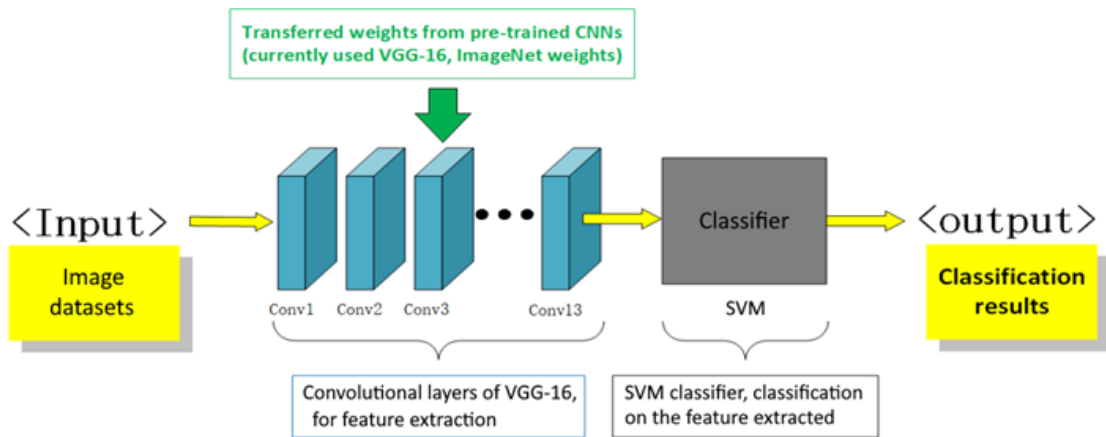 Transferred weights from pre-trained CNNs
(currently used VGG-16, ImageNet weights)
<Input>
Image
datasets
Conv1
Conv2
Conv3
Conv13
Classifier
SVM
<output>
Classification
results
Convolutional layers of VGG-16,
for feature extraction
SVM classifier, classification
on the feature extracted